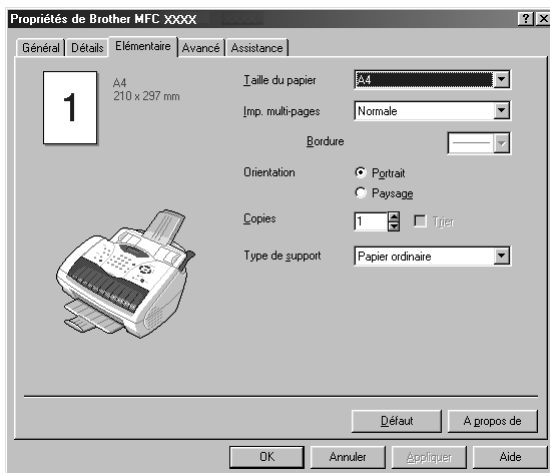 Propriétés de Brother MFC XXXX
Général Détails Elémentaire Avancé Assistance
1
A4
210 x 297 mm
Taille du papier A4
Imp. multi-pages Normale
Bordure
Orientation Portrait
Paysage
Copies 1 Trier
Type de support Papier ordinaire
Défaut A propos de
OK Annuler Appliquer Aide